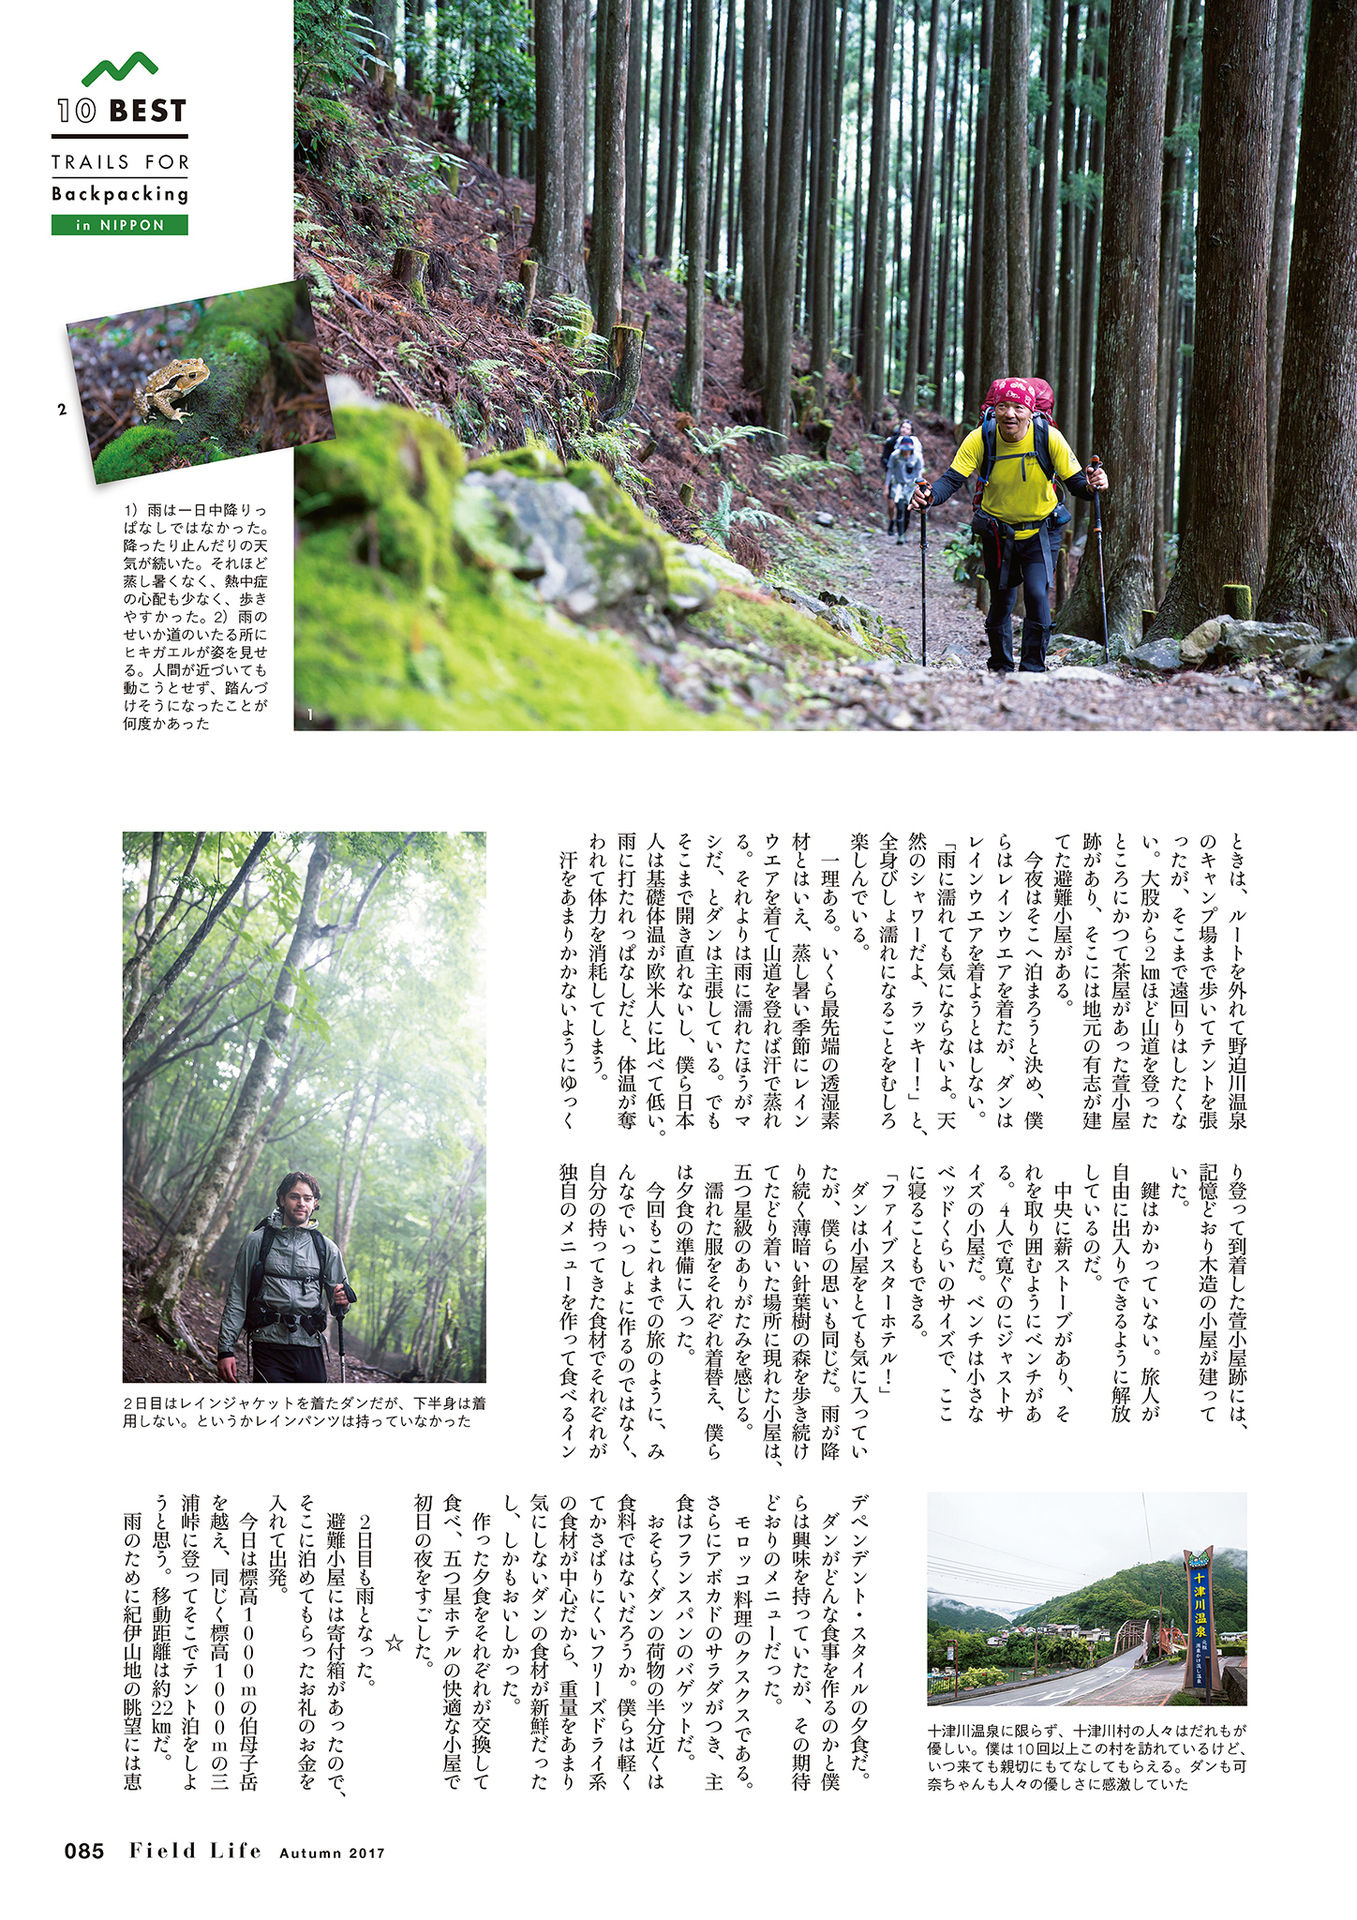 10 BEST
TRAILS FOR
Backpacking
in NIPPON
2
1）雨は一日中降りっ
ぱなしではなかった。
降ったり止んだりの天
気が続いた。それほど
蒸し暑くなく、熱中症
の心配も少なく、歩き
やすかった。2）雨の
せいか道のいたる所に
ヒキガエルが姿を見せ
る。人間が近づいても
動こうとせず、踏んづ
けそうになったことが
何度かあった
1
ときは、ルートを外れて野迫川温泉
のキャンプ場まで歩いてテントを張
ったが、そこまで遠回りはしたくな
い。大股から2㎞ほど山道を登った
ところにかつて茶屋があった萱小屋
跡があり、そこには地元の有志が建
てた避難小屋がある。
今夜はそこへ泊まろうと決め、僕
らはレインウエアを着たが、ダンは
レインウエアを着ようとはしない。
「雨に濡れても気にならないよ。天
然のシャワーだよ、ラッキー！」と、
全身びしょ濡れになることをむしろ
楽しんでいる。
一理ある。いくら最先端の透湿素
材とはいえ、蒸し暑い季節にレイン
ウエアを着て山道を登れば汗で蒸れ
る。それよりは雨に濡れたほうがマ
シだ、とダンは主張している。でも
そこまで開き直れないし、僕ら日本
人は基礎体温が欧米人に比べて低い。
雨に打たれっぱなしだと、体温が奪
われて体力を消耗してしまう。
汗をあまりかかないようにゆっく
り登って到着した萱小屋跡には、
記憶どおり木造の小屋が建って
いた。
鍵はかかっていない。旅人が
自由に出入りできるように解放
しているのだ。
中央に薪ストーブがあり、そ
れを取り囲むようにベンチがあ
る。4人で寛ぐのにジャストサ
イズの小屋だ。ベンチは小さな
ベッドくらいのサイズで、ここ
に寝ることもできる。
「ファイブスターホテル！」
ダンは小屋をとても気に入ってい
たが、僕らの思いも同じだ。雨が降
り続く薄暗い針葉樹の森を歩き続け
てたどり着いた場所に現れた小屋は、
五つ星級のありがたみを感じる。
濡れた服をそれぞれ着替え、僕ら
は夕食の準備に入った。
今回もこれまでの旅のように、み
んなでいっしょに作るのではなく、
自分の持ってきた食材でそれぞれが
独自のメニューを作って食べるイン
2日目はレインジャケットを着たダンだが、下半身は着
用しない。というかレインパンツは持っていなかった
デペンデント・スタイルの夕食だ。
ダンがどんな食事を作るのかと僕
らは興味を持っていたが、その期待
どおりのメニューだった。
モロッコ料理のクスクスである。
さらにアボカドのサラダがつき、主
食はフランスパンのバゲットだ。
おそらくダンの荷物の半分近くは
食料ではないだろうか。僕らは軽く
てかさばりにくいフリーズドライ系
の食材が中心だから、重量をあまり
気にしないダンの食材が新鮮だった
し、しかもおいしかった。
作った夕食をそれぞれが交換して
食べ、五つ星ホテルの快適な小屋で
初日の夜をすごした。
☆
2日目も雨となった。
避難小屋には寄付箱があったので、
そこに泊めてもらったお礼のお金を
入れて出発。
今日は標高1000ｍの伯母子岳
を越え、同じく標高1000ｍの三
浦峠に登ってそこでテント泊をしよ
うと思う。移動距離は約22㎞だ。
雨のために紀伊山地の眺望には恵
十津川温泉
十津川温泉に限らず、十津川村の人々はだれもが
優しい。僕は10回以上この村を訪れているけど、
いつ来ても親切にもてなしてもらえる。ダンも可
奈ちゃんも人々の優しさに感激していた
085 Field Life Autumn 2017